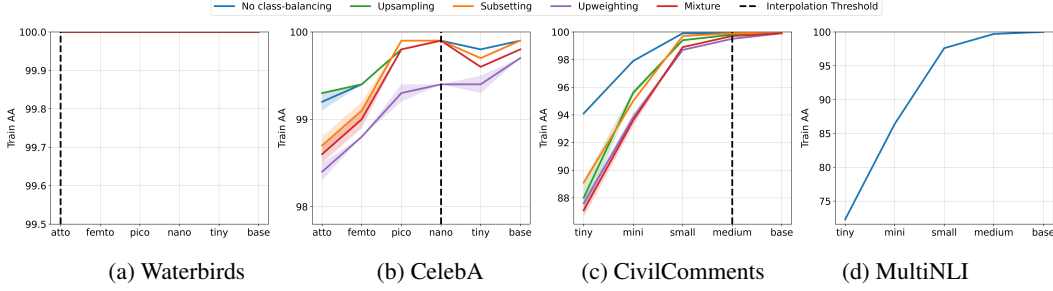 No class-balancing Upsampling Subsetting Upweighting Mixture Interpolation Threshold
Train AA
100.0
99.9
99.8
99.7
99.6
99.5
atto femto pico nano tiny base
(a) Waterbirds
Train AA
100
99
98
atto femto pico nano tiny base
(b) CelebA
Train AA
100
98
96
94
92
90
88
tiny mini small medium base
(c) CivilComments
Train AA
100
95
90
85
80
75
tiny mini small medium base
(d) MultiNLI